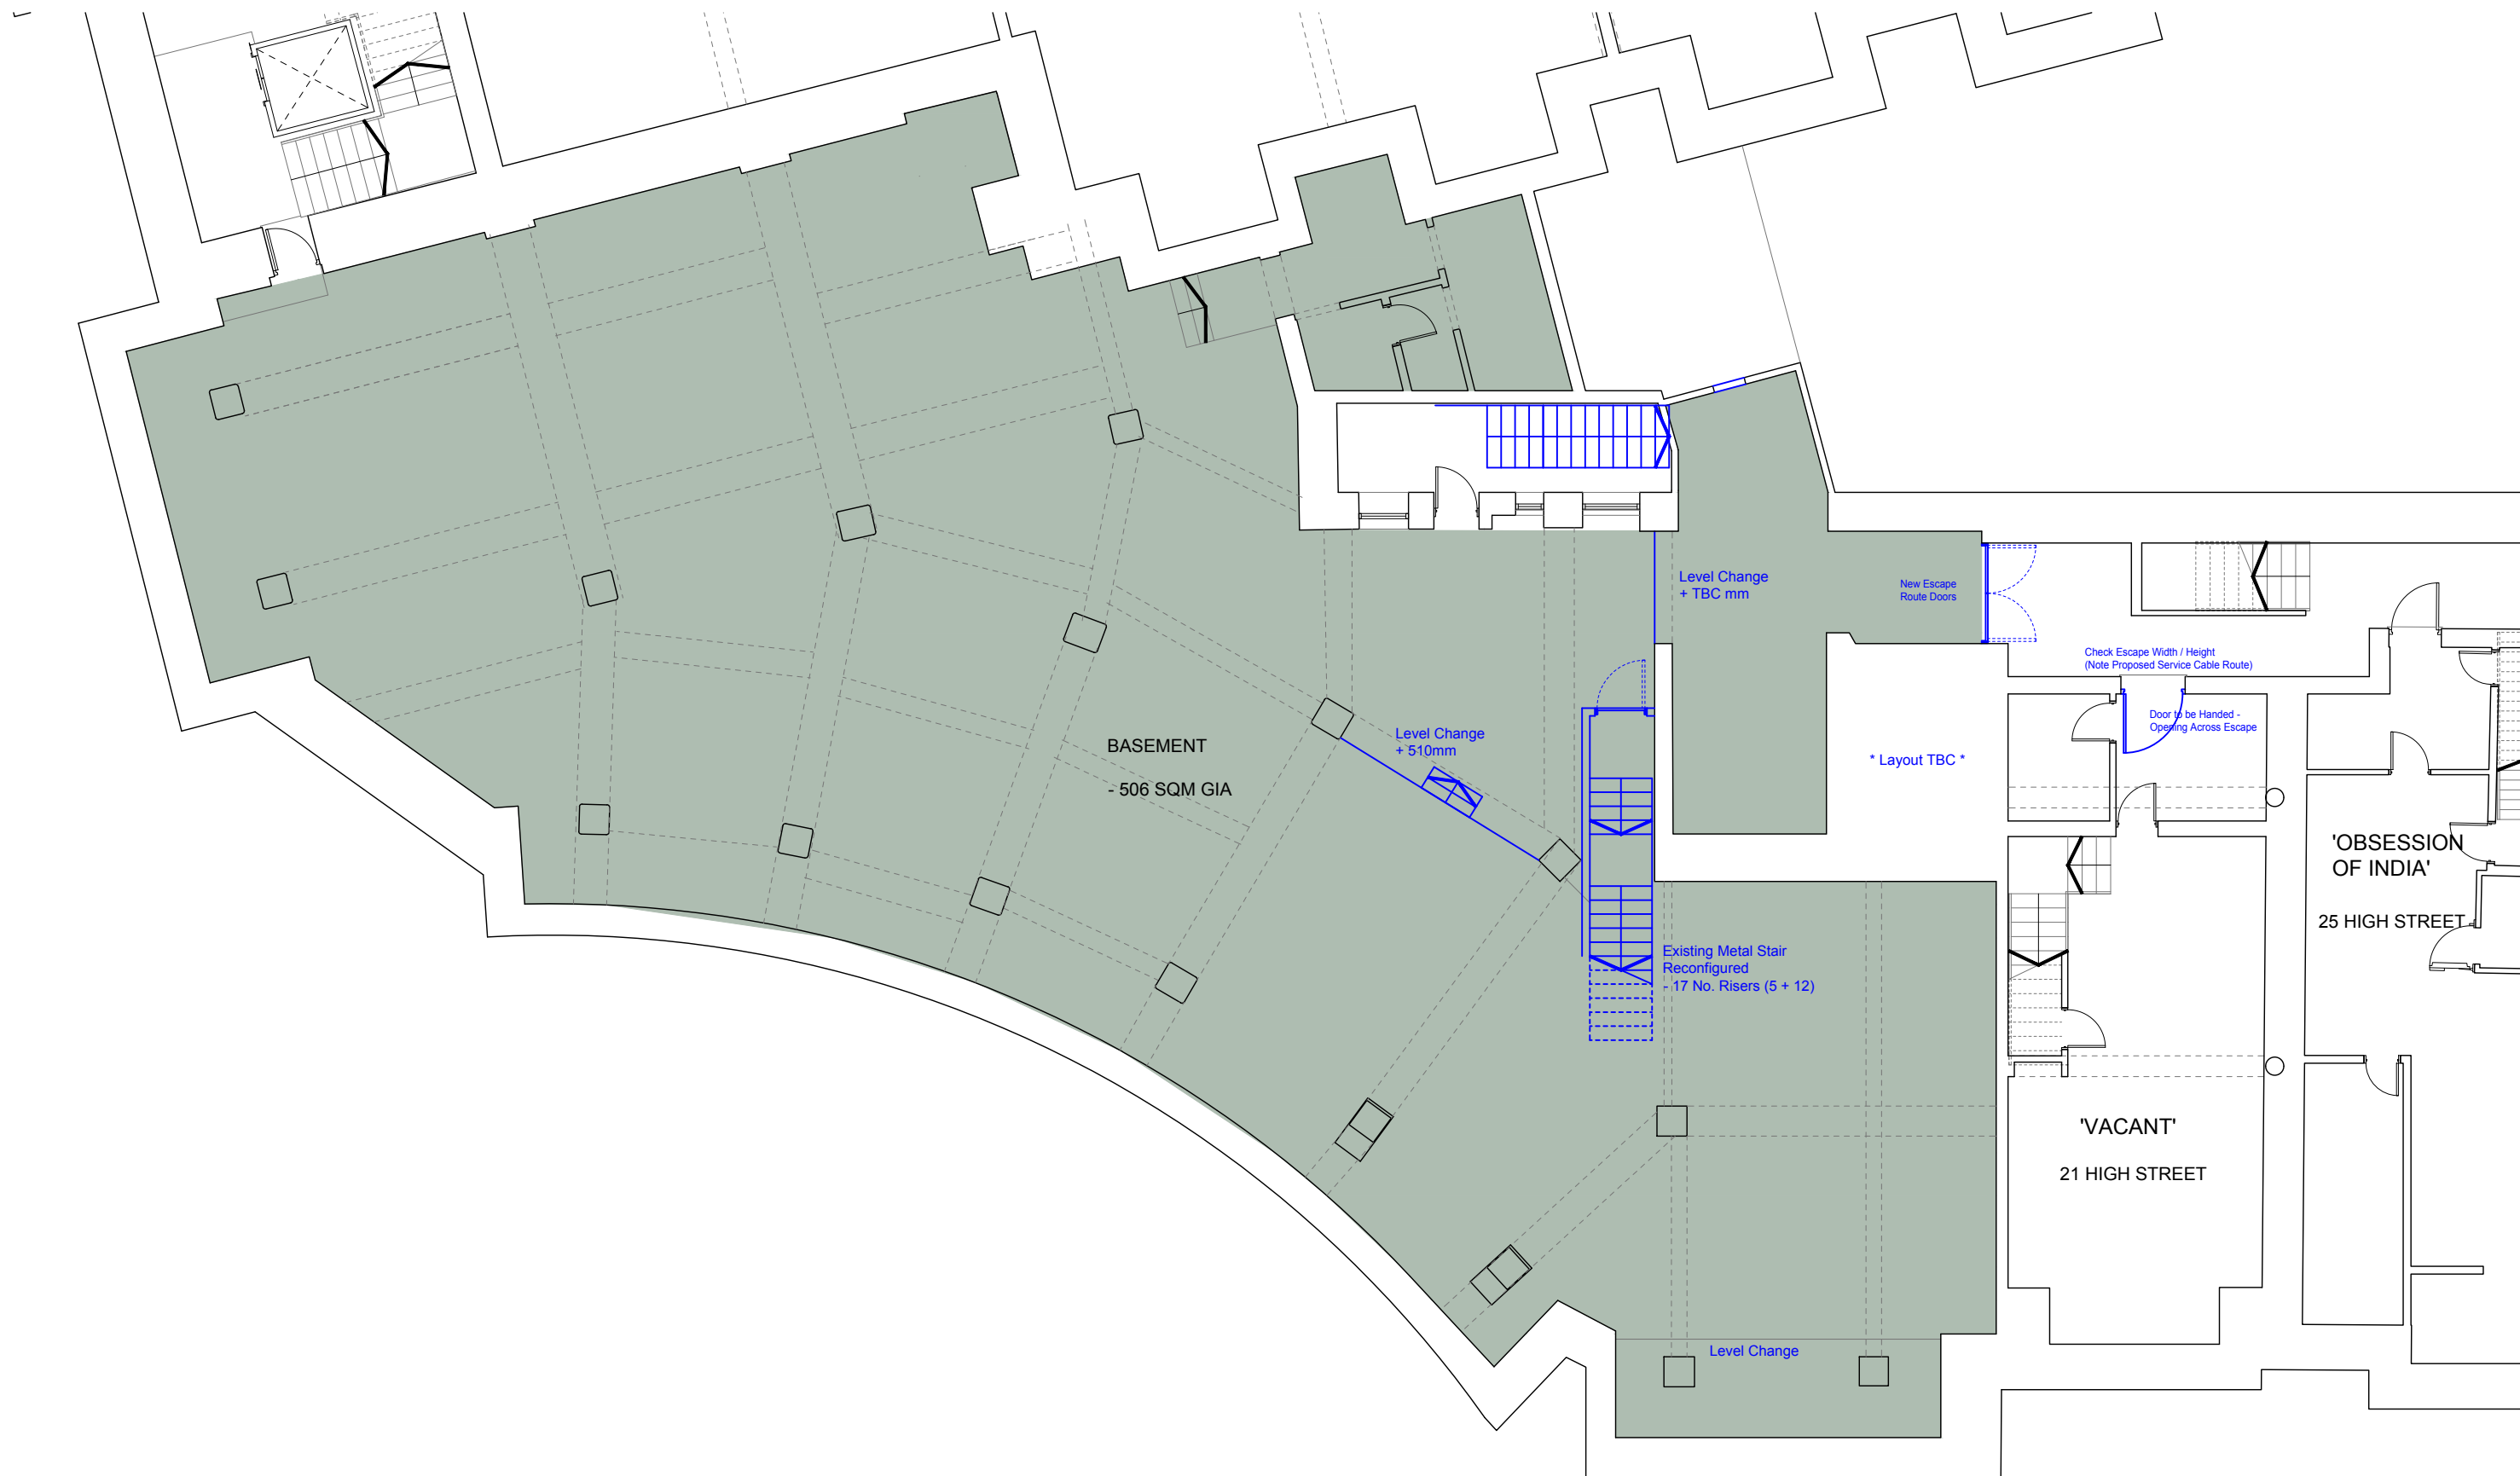 Level Change
+ TBC mm
New Escape
Route Doors
Check Escape Width / Height
(Note Proposed Service Cable Route)
Door to be Handed -
Opening Across Escape
Level Change
+ 510mm
BASEMENT
- 506 SQM GIA
* Layout TBC *
'OBSESSION
OF INDIA'
25 HIGH STREET
Existing Metal Stair
Reconfigured
- 17 No. Risers (5 + 12)
'VACANT'
21 HIGH STREET
Level Change